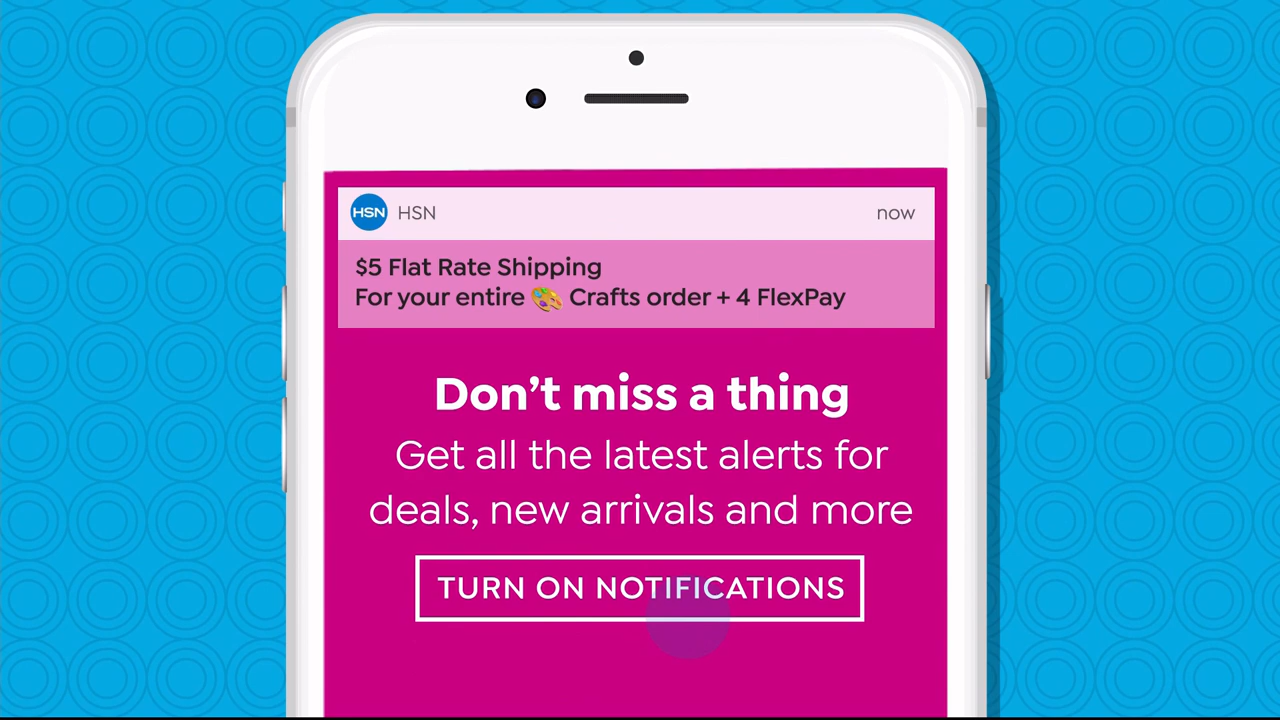 HSN HSN now
$5 Flat Rate Shipping
For your entire 🎨 Crafts order + 4 FlexPay
Don’t miss a thing
Get all the latest alerts for
deals, new arrivals and more
TURN ON NOTIFICATIONS